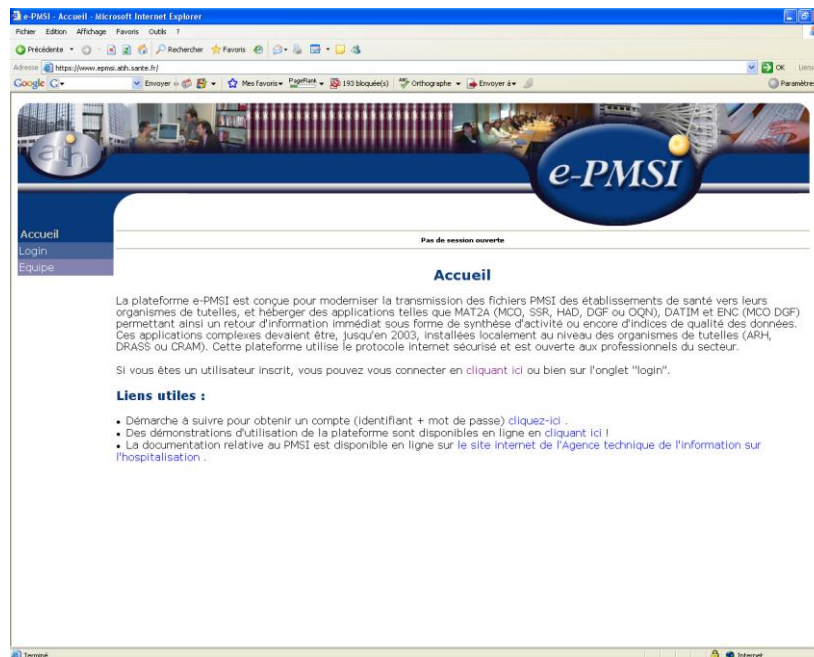 e-PMSI - Accueil - Microsoft Internet Explorer
Fichier Edition Affichage Favoris Outils ?
Précédente Rechercher Favoris
Adresse https://www.epmsi.atih.sante.fr/ OK Liens
Google G Envoyer Mes favoris PageRank 193 bloquée(s) Orthographe Envoyer à Paramètre
atih
e-PMSI
Accueil
Login
Equipe
Pas de session ouverte
Accueil
La plateforme e-PMSI est conçue pour moderniser la transmission des fichiers PMSI des établissements de santé vers leurs
organismes de tutelles, et héberger des applications telles que MAT2A (MCO, SSR, HAD, DGF ou OQN), DATIM et ENC (MCO DGF)
permettant ainsi un retour d'information immédiat sous forme de synthèse d'activité ou encore d'indices de qualité des données.
Ces applications complexes devaient être, jusqu'en 2003, installées localement au niveau des organismes de tutelles (ARH,
DRASS ou CRAM). Cette plateforme utilise le protocole internet sécurisé et est ouverte aux professionnels du secteur.
Si vous êtes un utilisateur inscrit, vous pouvez vous connecter en cliquant ici ou bien sur l'onglet "login".
Liens utiles :
• Démarche à suivre pour obtenir un compte (identifiant + mot de passe) cliquez-ici .
• Des démonstrations d'utilisation de la plateforme sont disponibles en ligne en cliquant ici !
• La documentation relative au PMSI est disponible en ligne sur le site internet de l'Agence technique de l'information sur
l'hospitalisation .
Terminé Internet